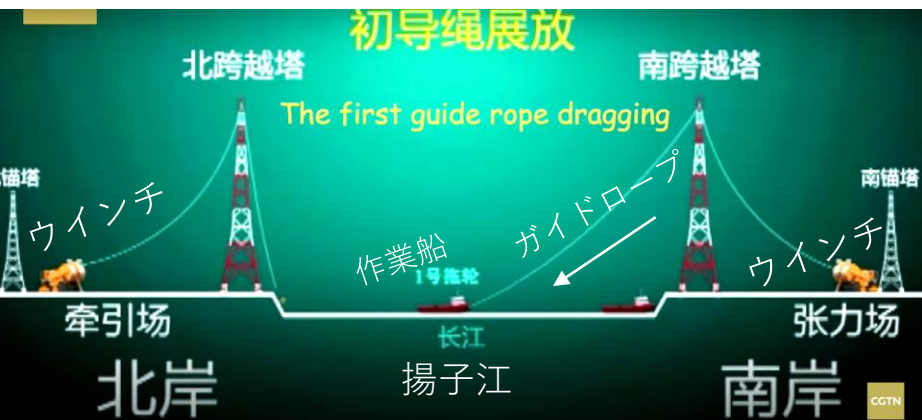 初导绳展放
北跨越塔
南跨越塔
The first guide rope dragging
锚塔
南锚塔
ウインチ
作業船
ガイドロープ
ウインチ
1号拖轮
牵引场
长江
张力场
北岸
揚子江
南岸
CGTN